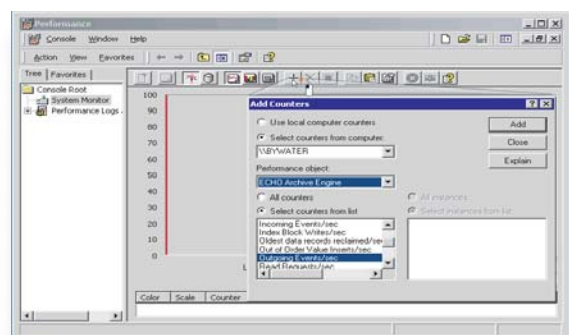 Performance
Console Window Help
Action View Favorites
Tree Favorites
Console Root
System Monitor
Performance Logs
100
90
80
70
60
50
40
30
20
10
0
Color Scale Counter
Add Counters
Use local computer counters
Select counters from computer:
\\BYWATER
Performance object:
ECHO Archive Engine
All counters
Select counters from list
Incoming Events/sec
Index Block Writes/sec
Oldest data records reclaimed/se
Out of Order Value Inserts/sec
Outgoing Events/sec
Read Requests/sec
All instances
Select instances from list:
Add
Close
Explain